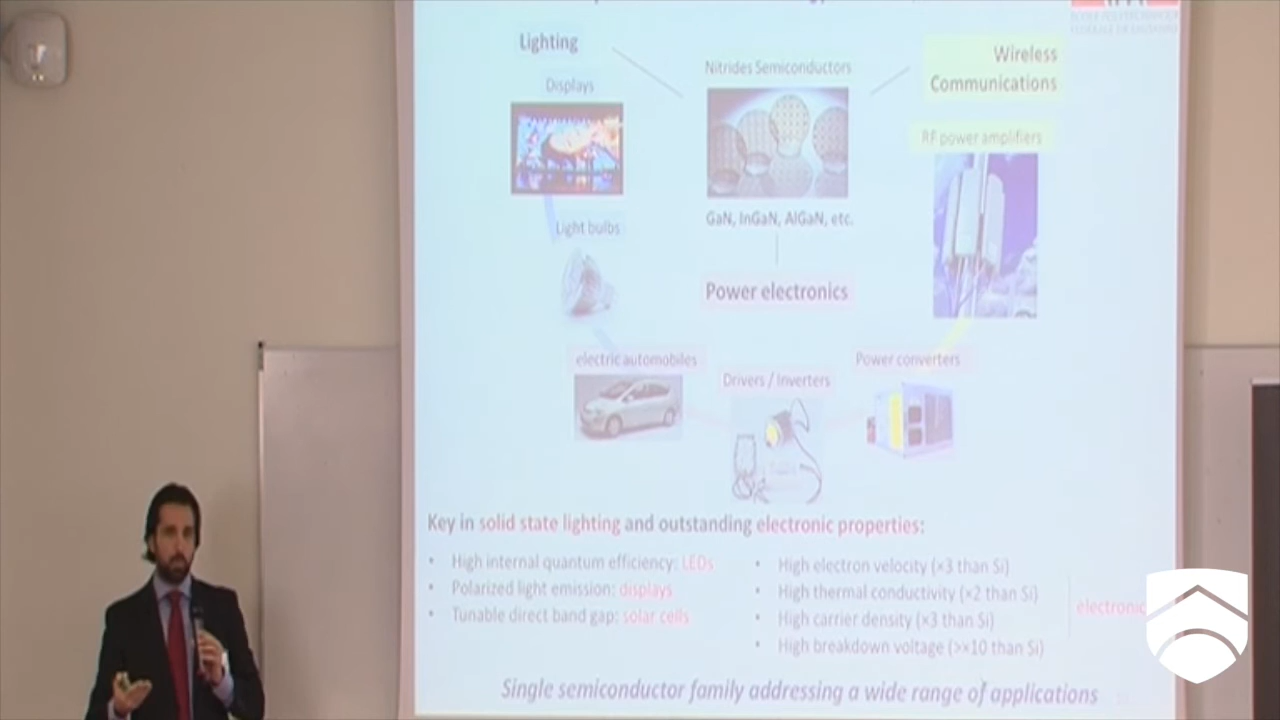 Lighting
Nitrides Semiconductors
Wireless
Communications
Displays
RF power amplifiers
GaN, InGaN, AlGaN, etc.
Light bulbs
Power electronics
electric automobiles
Drivers / Inverters
Power converters
Key in solid state lighting and outstanding electronic properties:
• High internal quantum efficiency: LEDs
• Polarized light emission: displays
• Tunable direct band gap: solar cells
• High electron velocity (×3 than Si)
• High thermal conductivity (×2 than Si)
• High carrier density (×3 than Si)
• High breakdown voltage (>×10 than Si)
electronic
Single semiconductor family addressing a wide range of applications